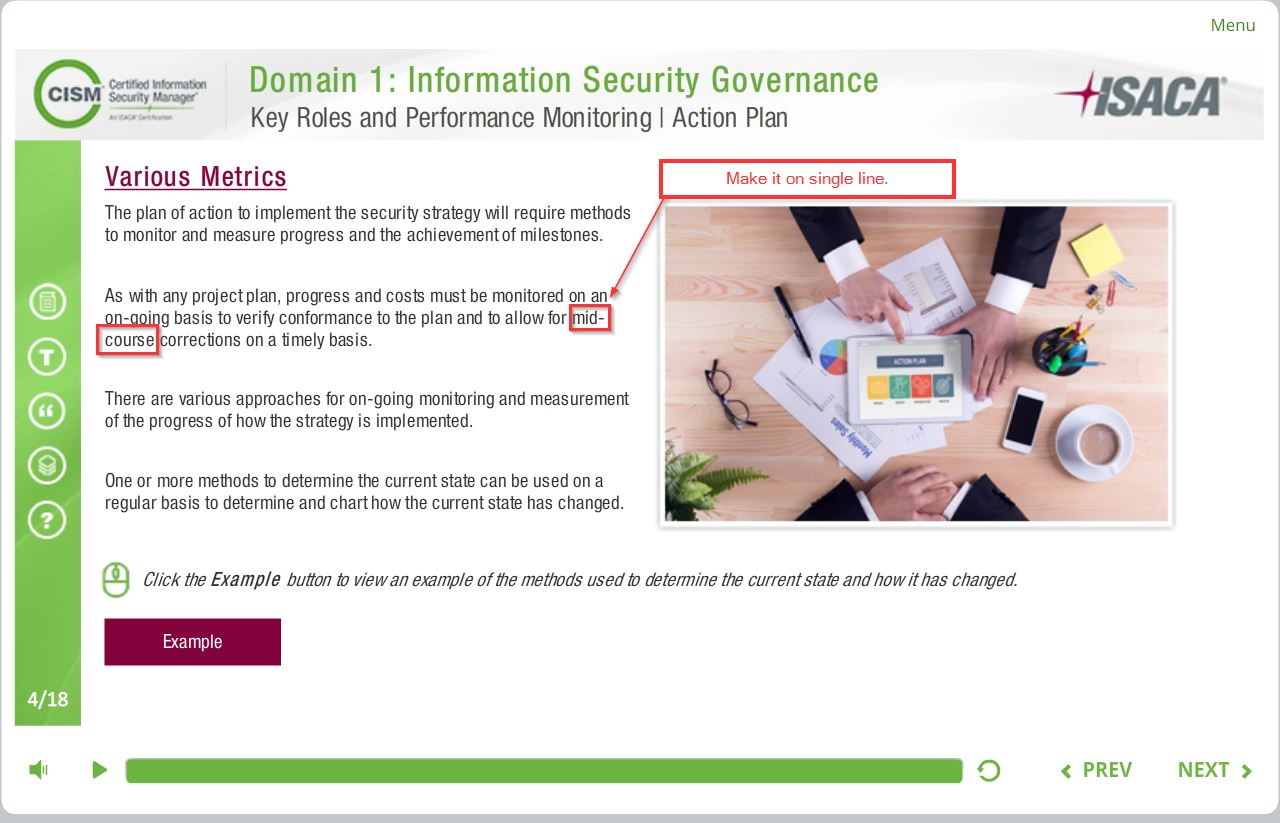 Menu
CISM
Certified Information
Security Manager®
An ISACA® Certification
Domain 1: Information Security Governance
Key Roles and Performance Monitoring | Action Plan
ISACA®
Various Metrics
Make it on single line.
The plan of action to implement the security strategy will require methods
to monitor and measure progress and the achievement of milestones.
As with any project plan, progress and costs must be monitored on an
on-going basis to verify conformance to the plan and to allow for mid-
course corrections on a timely basis.
There are various approaches for on-going monitoring and measurement
of the progress of how the strategy is implemented.
One or more methods to determine the current state can be used on a
regular basis to determine and chart how the current state has changed.
ACTION PLAN
Monthly Sales
T
?
Click the Example button to view an example of the methods used to determine the current state and how it has changed.
Example
4/18
PREV
NEXT